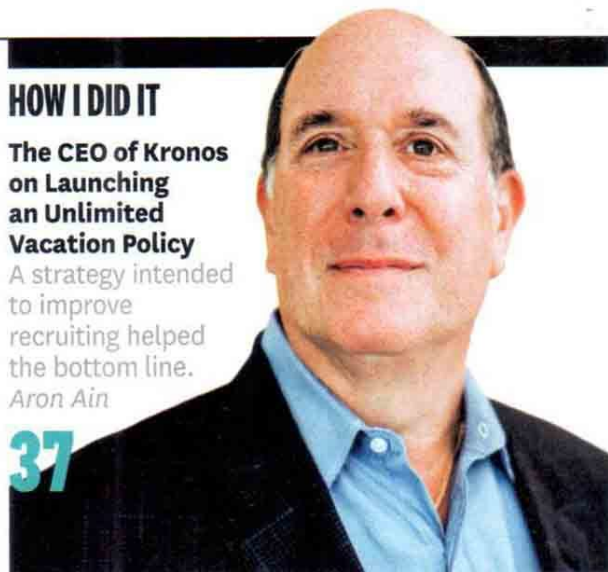 HOW I DID IT
The CEO of Kronos
on Launching
an Unlimited
Vacation Policy
A strategy intended
to improve
recruiting helped
the bottom line.
Aron Ain
37